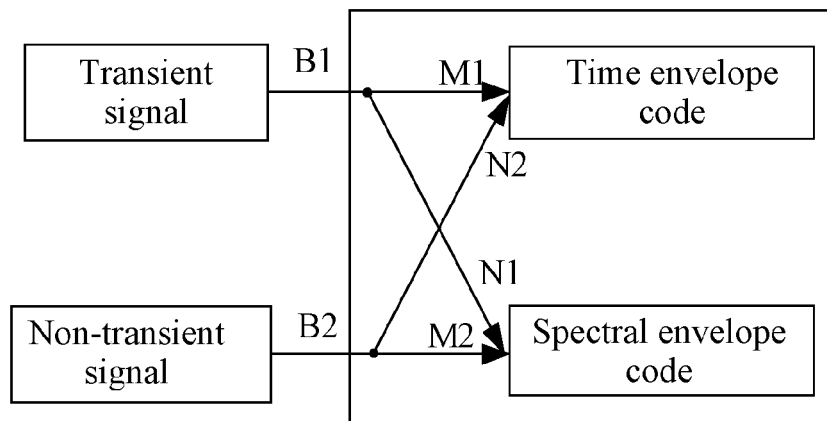 Transient
signal
B1
M1
Time envelope
code
N2
N1
Non-transient
signal
B2
M2
Spectral envelope
code